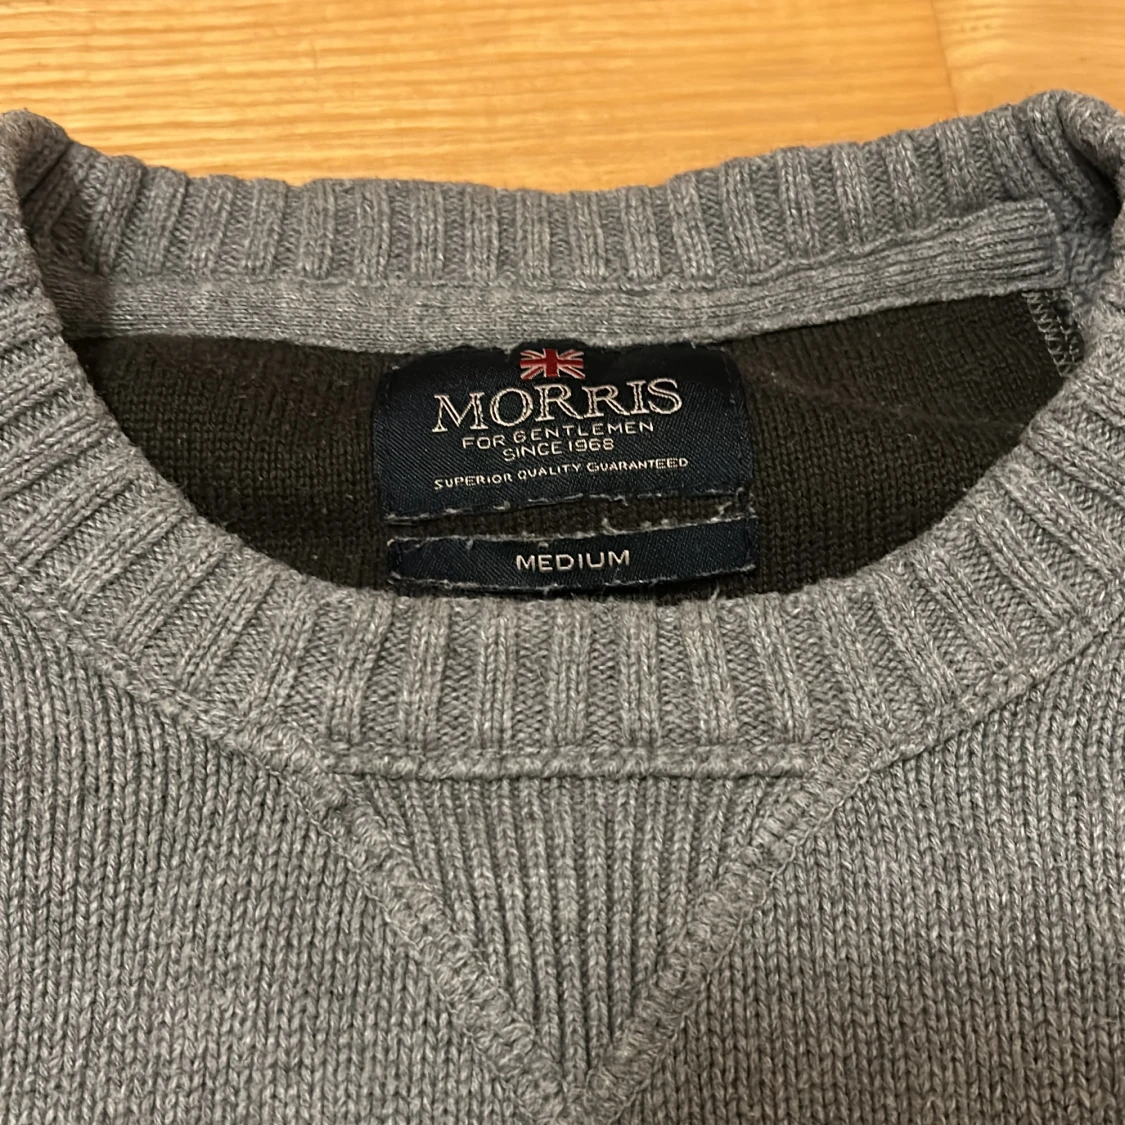 MORRIS
FOR GENTLEMEN
SINCE 1968
SUPERIOR QUALITY GUARANTEED
MEDIUM